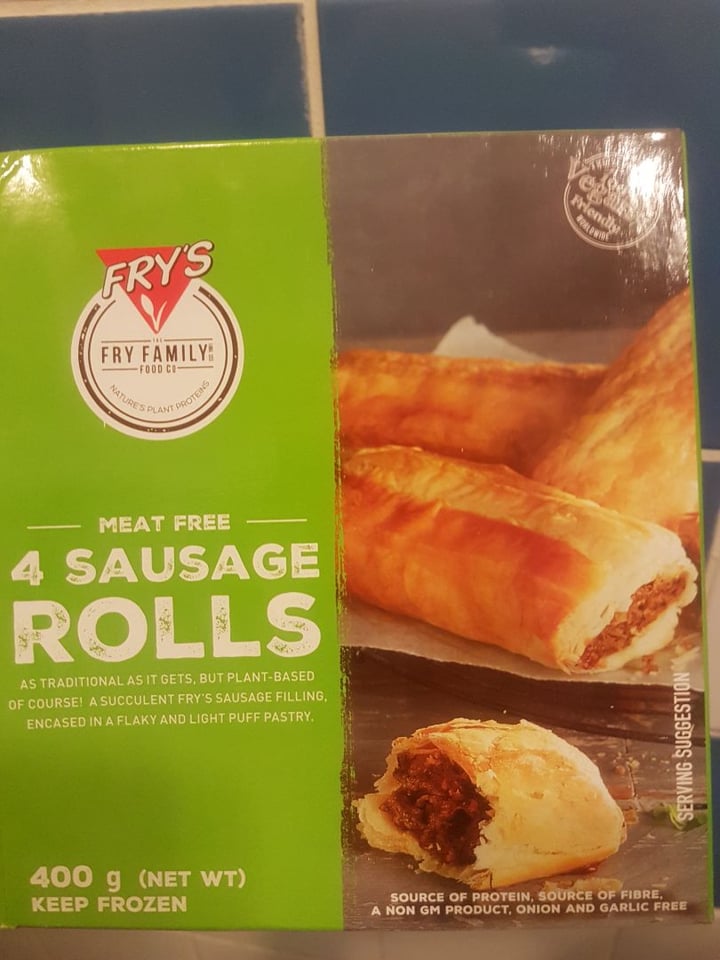 FRY'S
THE
FRY FAMILY
FOOD CO
NATURE'S PLANT PROTEINS
MEAT FREE
4 SAUSAGE
ROLLS
AS TRADITIONAL AS IT GETS, BUT PLANT-BASED
OF COURSE! A SUCCULENT FRY'S SAUSAGE FILLING,
ENCASED IN A FLAKY AND LIGHT PUFF PASTRY.
400 g (NET WT)
KEEP FROZEN
Friendly
WORLDWIDE
SERVING SUGGESTION
SOURCE OF PROTEIN, SOURCE OF FIBRE,
A NON GM PRODUCT, ONION AND GARLIC FREE